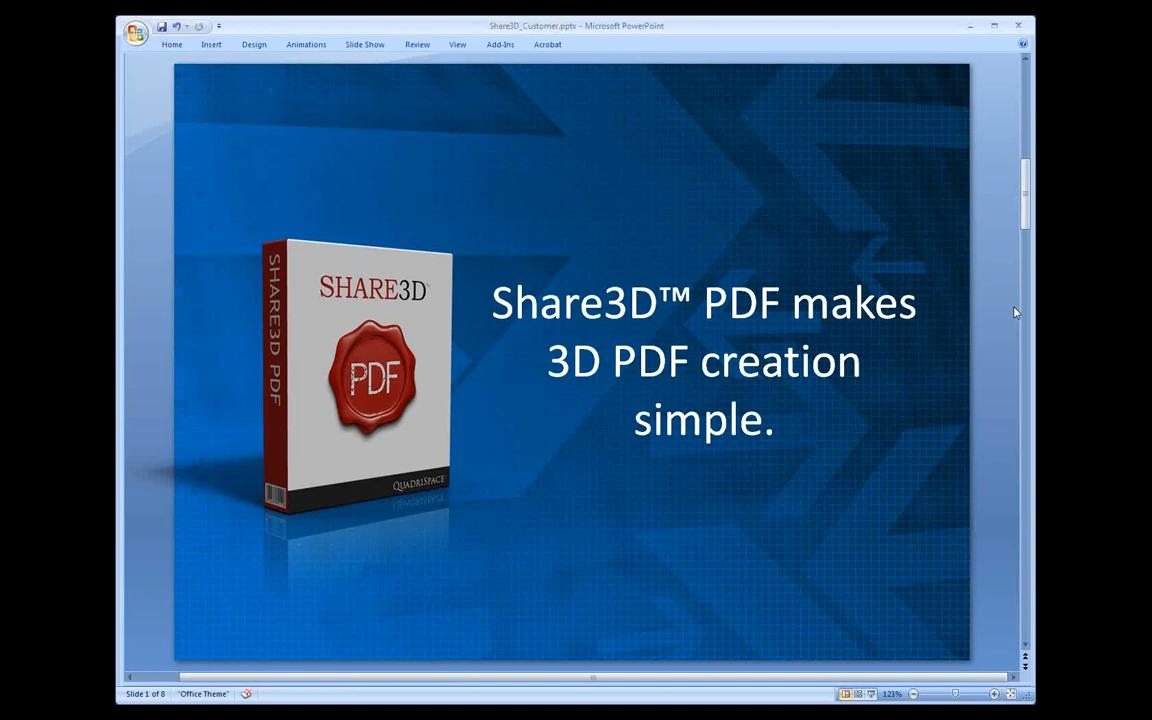 Share3D_Customer.pptx - Microsoft PowerPoint
Home Insert Design Animations Slide Show Review View Add-Ins Acrobat
SHARE3D
SHARE3D PDF
PDF
QUADRISPACE
Share3D™ PDF makes
3D PDF creation
simple.
Slide 1 of 8 "Office Theme" 123%